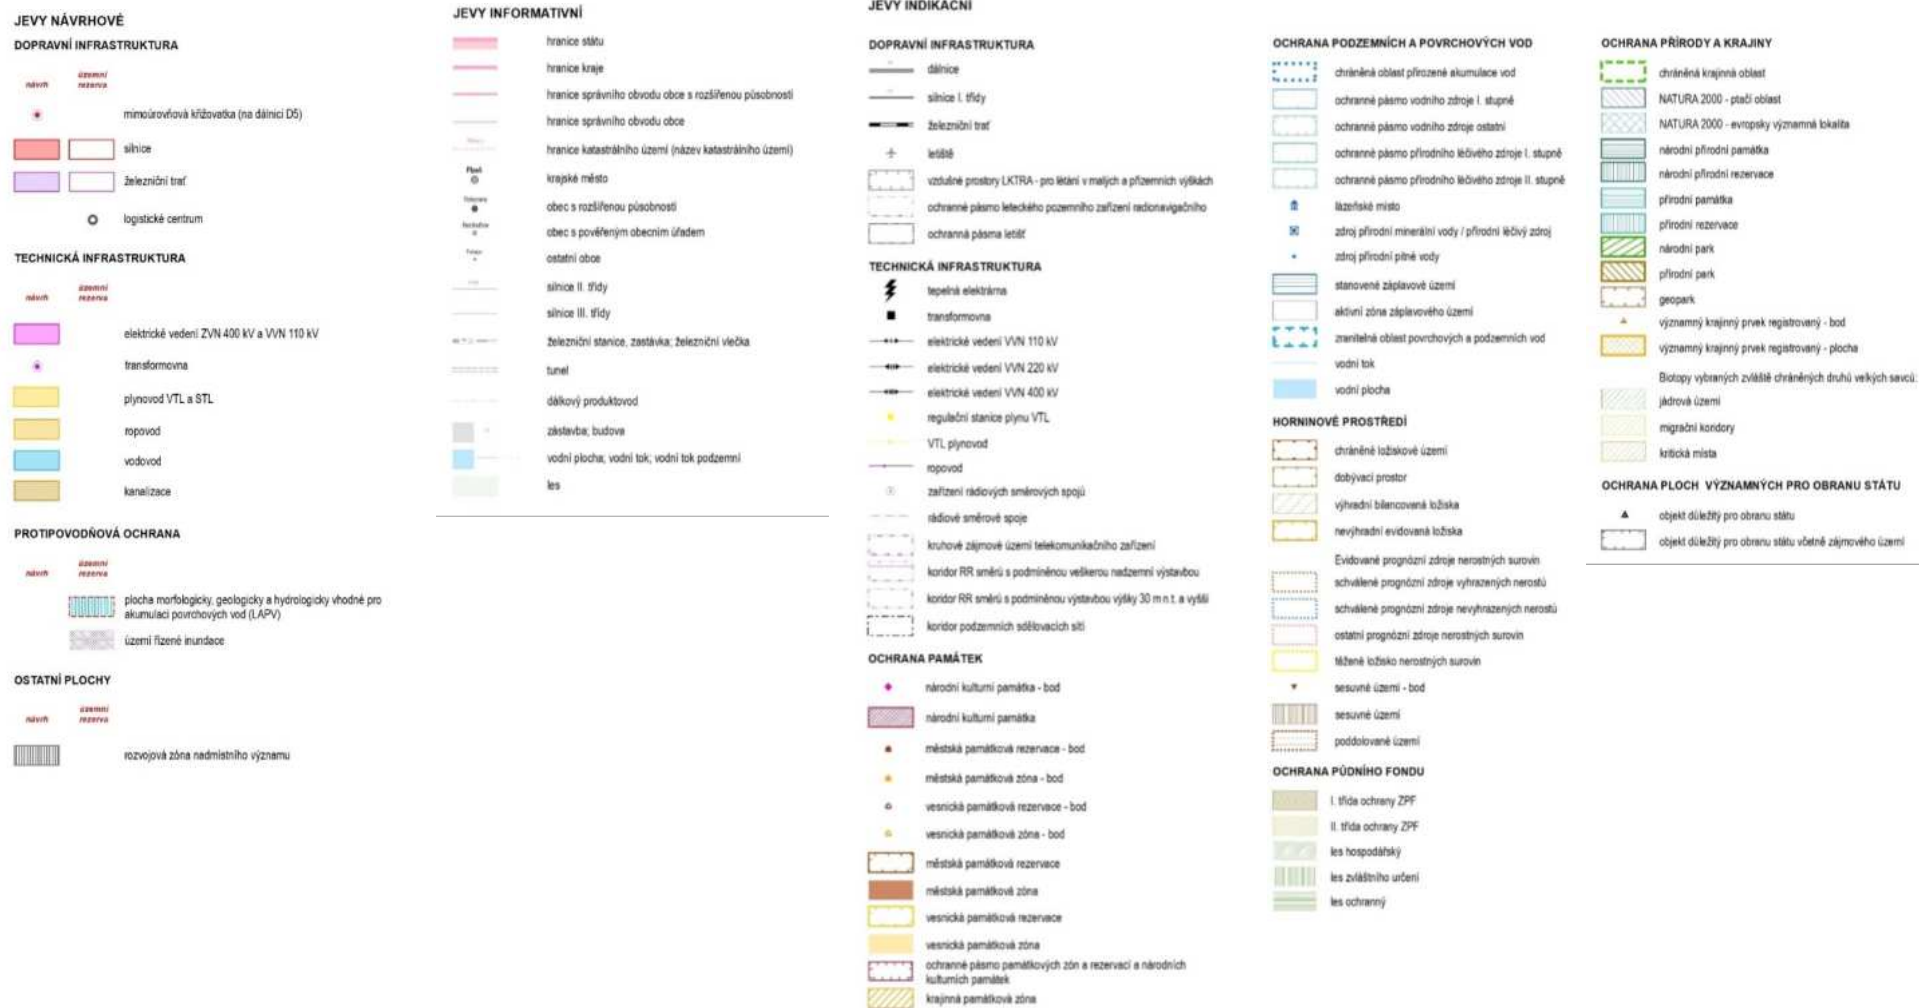 JEVY NÁVRHOVÉ
DOPRAVNÍ INFRASTRUKTURA
návrh
územní
rezerva
mimoúrovňová křižovatka (na dálnici D5)
silnice
železniční trať
logistické centrum
TECHNICKÁ INFRASTRUKTURA
návrh
územní
rezerva
elektrické vedení ZVN 400 kV a VVN 110 kV
transformovna
plynovod VTL a STL
ropovod
vodovod
kanalizace
PROTIPOVODŇOVÁ OCHRANA
návrh
územní
rezerva
plocha morfologicky, geologicky a hydrologicky vhodné pro
akumulaci povrchových vod (LAPV)
území řízené inundace
OSTATNÍ PLOCHY
návrh
územní
rezerva
rozvojová zóna nadmístního významu
JEVY INFORMATIVNÍ
hranice státu
hranice kraje
hranice správního obvodu obce s rozšířenou působností
hranice správního obvodu obce
hranice katastrálního území (název katastrálního území)
Plzeň
krajské město
obec s rozšířenou působností
obec s pověřeným obecním úřadem
ostatní obce
silnice II. třídy
silnice III. třídy
železniční stanice, zastávka; železniční vlečka
tunel
dálkový produktovod
zástavba; budova
vodní plocha; vodní tok; vodní tok podzemní
les
JEVY INDIKAČNÍ
DOPRAVNÍ INFRASTRUKTURA
dálnice
silnice I. třídy
železniční trať
letiště
vzdušné prostory LKTRA - pro létání v malých a přízemních výškách
ochranné pásmo leteckého pozemního zařízení radionavigačního
ochranná pásma letišť
TECHNICKÁ INFRASTRUKTURA
tepelná elektrárna
transformovna
elektrické vedení VVN 110 kV
elektrické vedení VVN 220 kV
elektrické vedení VVN 400 kV
regulační stanice plynu VTL
VTL plynovod
ropovod
zařízení rádiových směrových spojů
rádiové směrové spoje
kruhové zájmové území telekomunikačního zařízení
koridor RR směrů s podmíněnou veškerou nadzemní výstavbou
koridor RR směrů s podmíněnou výstavbou výšky 30 m n.t. a vyšší
koridor podzemních sdělovacích sítí
OCHRANA PAMÁTEK
národní kulturní památka - bod
národní kulturní památka
městská památková rezervace - bod
městská památková zóna - bod
vesnická památková rezervace - bod
vesnická památková zóna - bod
městská památková rezervace
městská památková zóna
vesnická památková rezervace
vesnická památková zóna
ochranné pásmo památkových zón a rezervací a národních
kulturních památek
krajinná památková zóna
OCHRANA PODZEMNÍCH A POVRCHOVÝCH VOD
chráněná oblast přirozené akumulace vod
ochranné pásmo vodního zdroje I. stupně
ochranné pásmo vodního zdroje ostatní
ochranné pásmo přírodního léčivého zdroje I. stupně
ochranné pásmo přírodního léčivého zdroje II. stupně
lázeňské místo
zdroj přírodní minerální vody / přírodní léčivý zdroj
zdroj přírodní pitné vody
stanovené záplavové území
aktivní zóna záplavového území
zranitelná oblast povrchových a podzemních vod
vodní tok
vodní plocha
HORNINOVÉ PROSTŘEDÍ
chráněné ložiskové území
dobývací prostor
výhradní bilancovaná ložiska
nevýhradní evidovaná ložiska
Evidované prognózní zdroje nerostných surovin
schválené prognózní zdroje vyhrazených nerostů
schválené prognózní zdroje nevyhrazených nerostů
ostatní prognózní zdroje nerostných surovin
těžené ložisko nerostných surovin
sesuvné území - bod
sesuvné území
poddolované území
OCHRANA PŮDNÍHO FONDU
I. třída ochrany ZPF
II. třída ochrany ZPF
les hospodářský
les zvláštního určení
les ochranný
OCHRANA PŘÍRODY A KRAJINY
chráněná krajinná oblast
NATURA 2000 - ptačí oblast
NATURA 2000 - evropsky významná lokalita
národní přírodní památka
národní přírodní rezervace
přírodní památka
přírodní rezervace
národní park
přírodní park
geopark
významný krajinný prvek registrovaný - bod
významný krajinný prvek registrovaný - plocha
Biotopy vybraných zvláště chráněných druhů velkých savců:
jádrová území
migrační koridory
kritická místa
OCHRANA PLOCH VÝZNAMNÝCH PRO OBRANU STÁTU
objekt důležitý pro obranu státu
objekt důležitý pro obranu státu včetně zájmového území